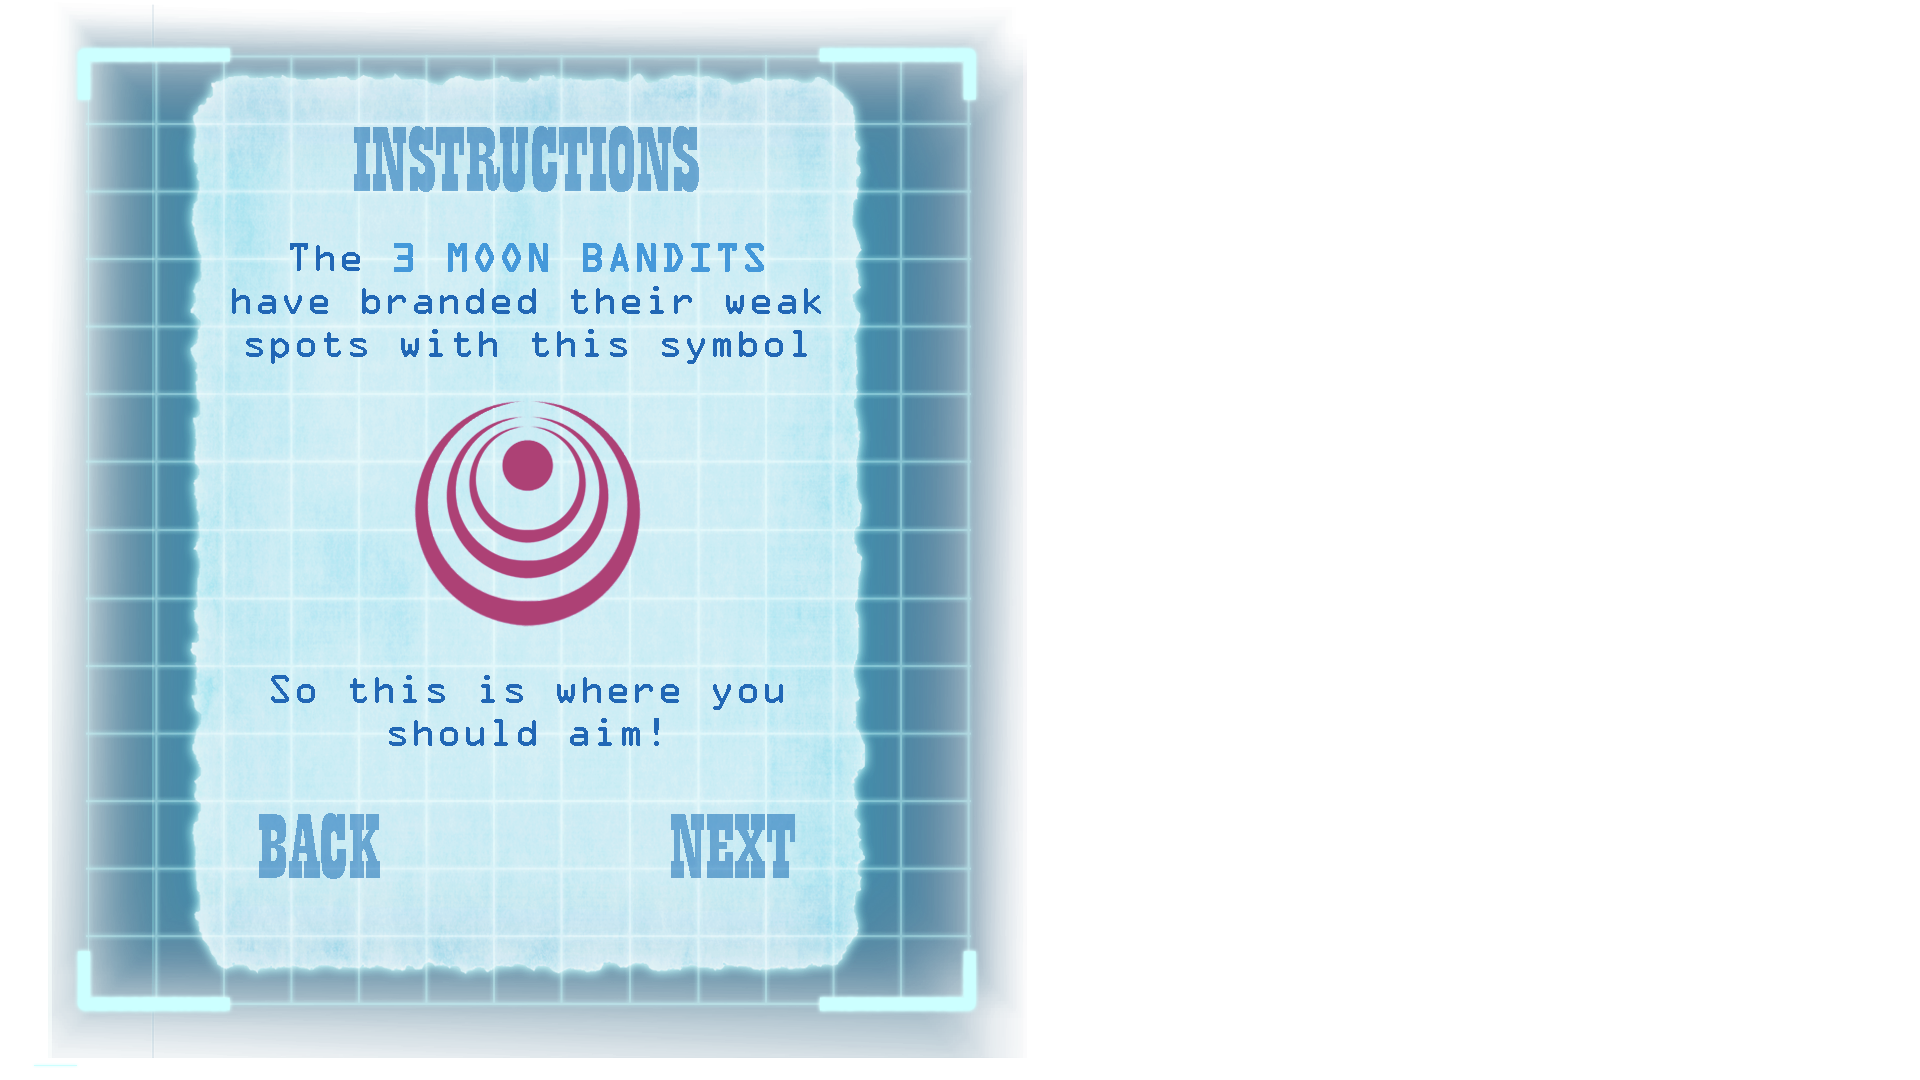 INSTRUCTIONS
The 3 MOON BANDITS
have branded their weak
spots with this symbol
So this is where you
should aim!
BACK NEXT